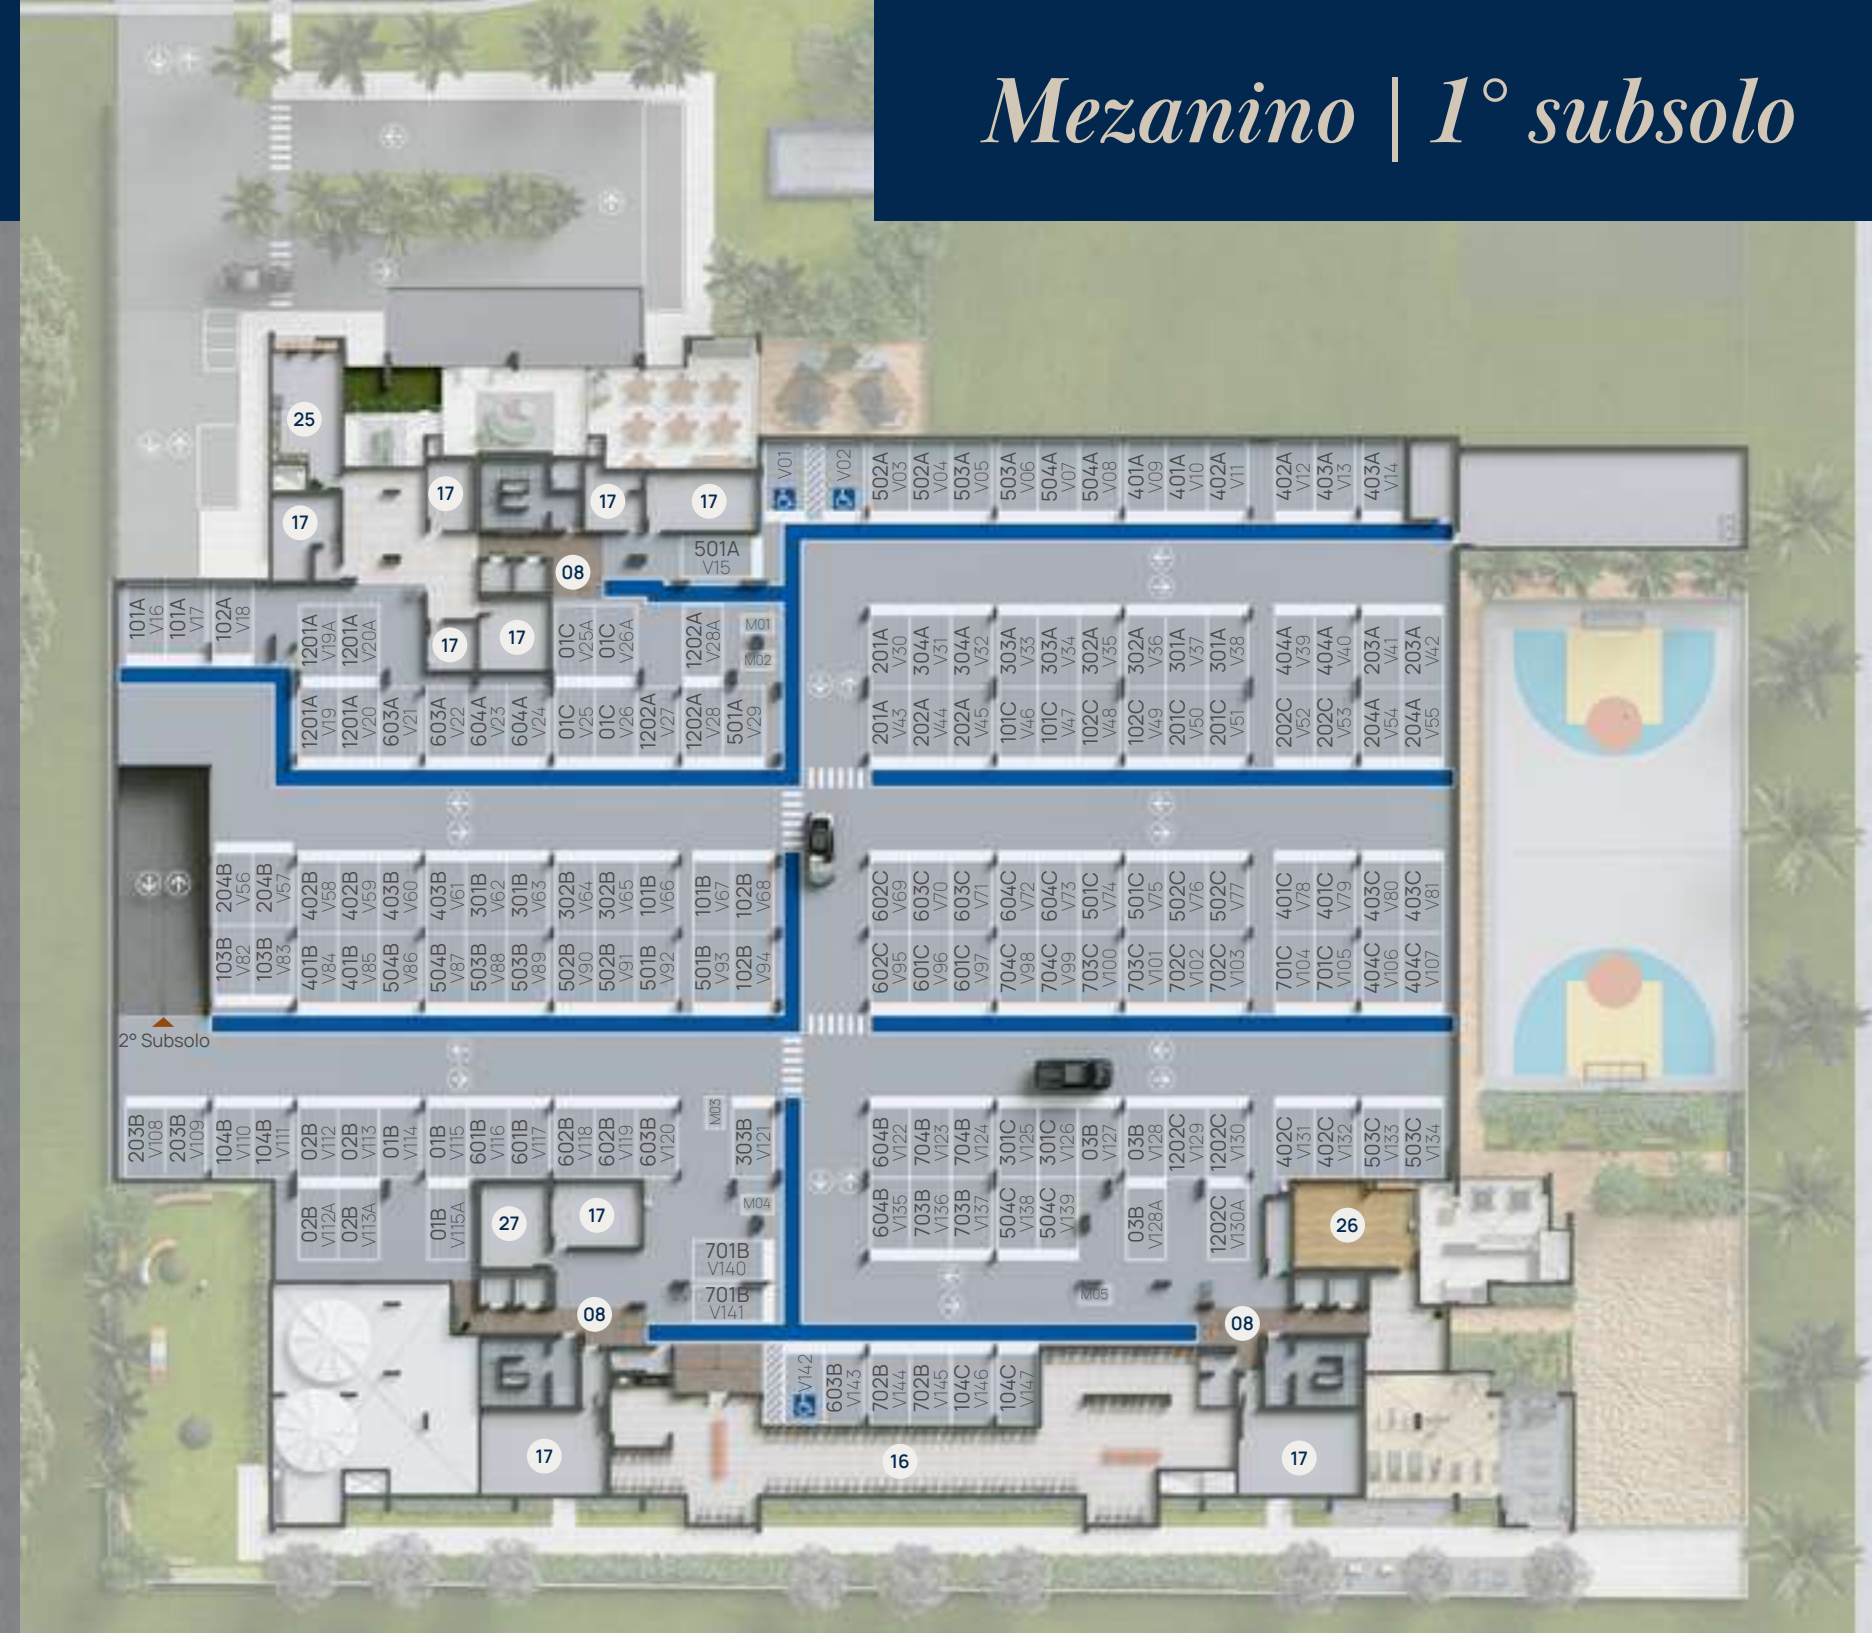 Mezanino | 1° subsolo
25
17
17
17
17
V01
V02
502A V03
502A V04
503A V05
503A V06
504A V07
504A V08
401A V09
401A V10
402A V11
402A V12
403A V13
403A V14
08
501A
V15
101A V16
101A V17
102A V18
1201A V19A
1201A V20A
17
17
01C V25A
01C V26A
1202A V28A
M01
M02
1201A V19
1201A V20
603A V21
603A V22
604A V23
604A V24
01C V25
01C V26
1202A V27
1202A V28
501A V29
201A V30
304A V31
304A V32
303A V33
303A V34
302A V35
302A V36
301A V37
301A V38
404A V39
404A V40
203A V41
203A V42
201A V43
202A V44
202A V45
101C V46
101C V47
102C V48
102C V49
201C V50
201C V51
202C V52
202C V53
204A V54
204A V55
204B V56
204B V57
402B V58
402B V59
403B V60
403B V61
301B V62
301B V63
302B V64
302B V65
101B V66
101B V67
102B V68
602C V69
603C V70
603C V71
604C V72
604C V73
501C V74
501C V75
502C V76
502C V77
401C V78
401C V79
403C V80
403C V81
103B V82
103B V83
401B V84
401B V85
504B V86
504B V87
503B V88
503B V89
502B V90
502B V91
501B V92
501B V93
102B V94
602C V95
601C V96
601C V97
704C V98
704C V99
703C V100
703C V101
702C V102
702C V103
701C V104
701C V105
404C V106
404C V107
2° Subsolo
203B V108
203B V109
104B V110
104B V111
02B V112
02B V113
01B V114
01B V115
601B V116
601B V117
602B V118
602B V119
603B V120
M03
303B V121
604B V122
704B V123
704B V124
301C V125
301C V126
03B V127
03B V128
1202C V129
1202C V130
402C V131
402C V132
503C V133
503C V134
02B V112A
02B V113A
01B V115A
27
17
M04
604B V135
703B V136
703B V137
504C V138
504C V139
03B V128A
1202C V130A
26
701B
V140
701B
V141
M05
08
08
V142
603B V143
702B V144
702B V145
104C V146
104C V147
17
16
17